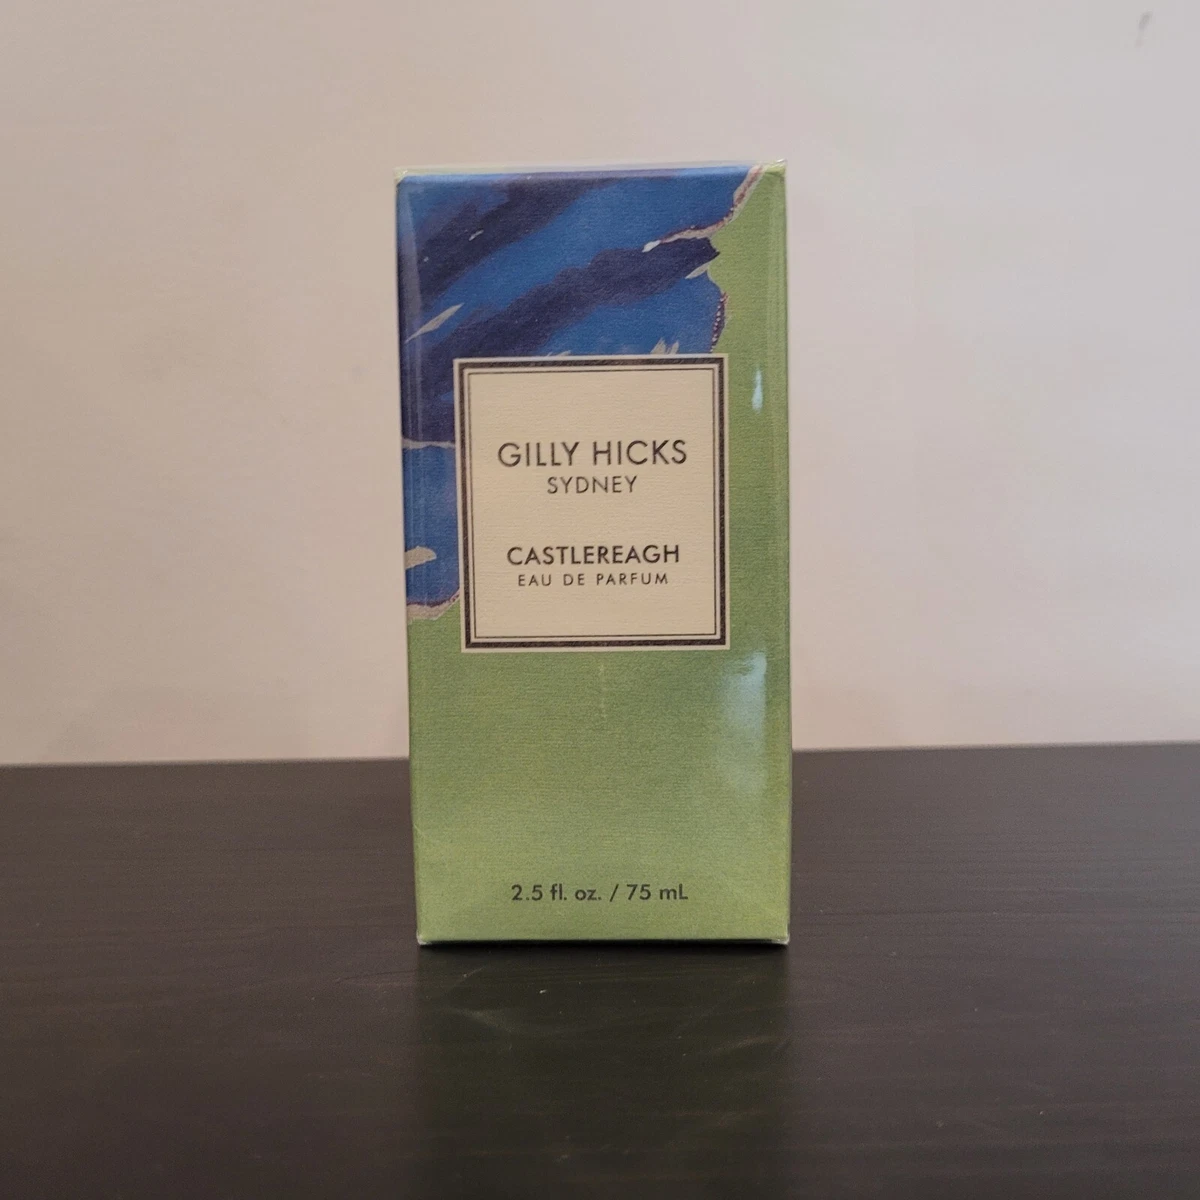 GILLY HICKS
SYDNEY
CASTLEREAGH
EAU DE PARFUM
2.5 fl. oz. / 75 mL